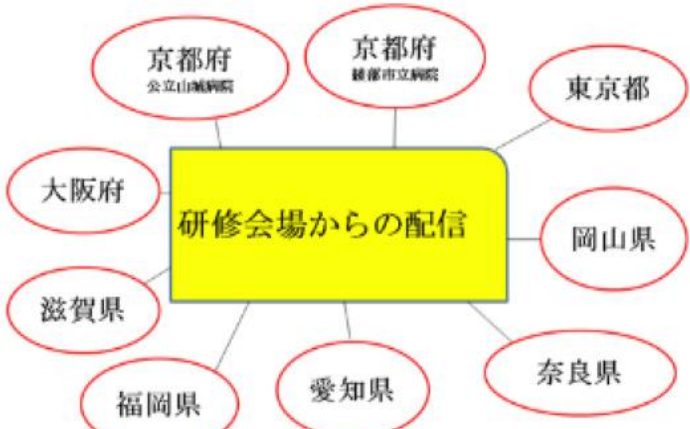 京都府
公立山城病院
京都府
綾部市立病院
東京都
大阪府
研修会場からの配信
岡山県
滋賀県
奈良県
愛知県
福岡県